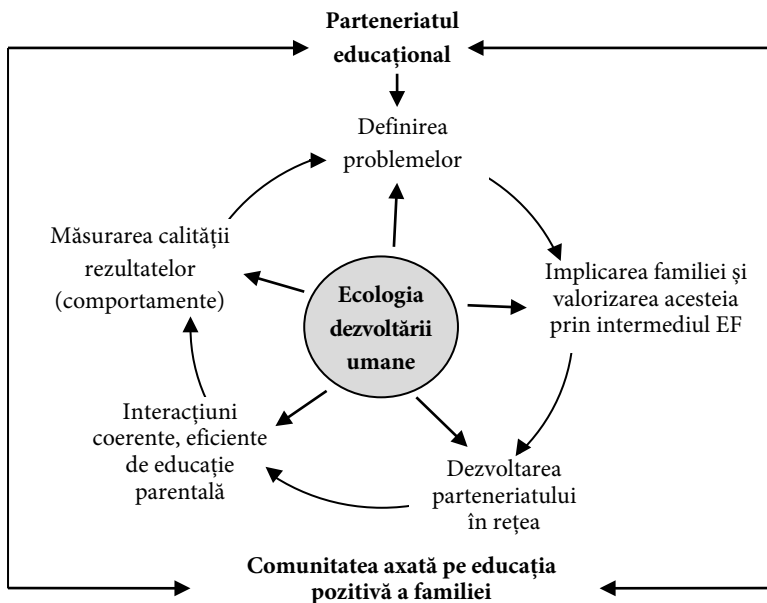 Parteneriatul
educațional
Definirea
problemelor
Măsurarea calității
rezultatelor
(comportamente)
Ecologia
dezvoltării
umane
Implicarea familiei și
valorizarea acesteia
prin intermediul EF
Interacțiuni
coerente, eficiente
de educație
parentală
Dezvoltarea
parteneriatului
în rețea
Comunitatea axată pe educația
pozitivă a familiei